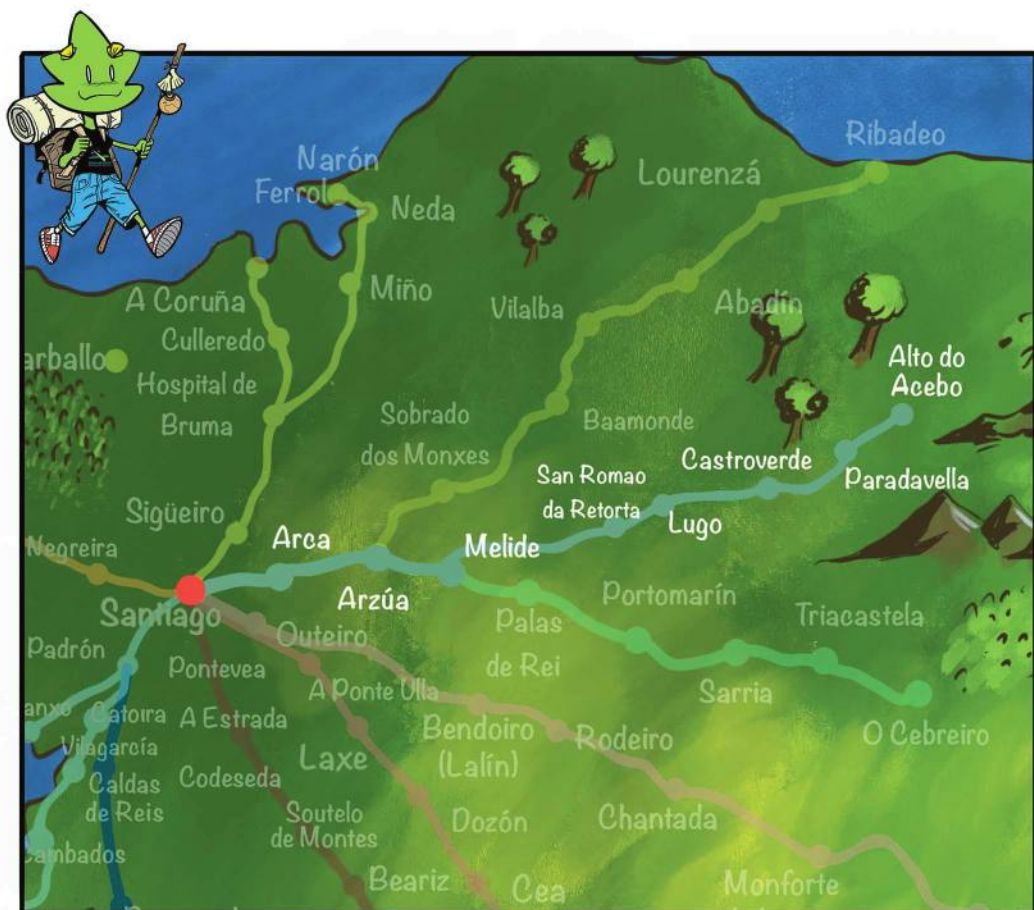 Ribadeo
Narón
Lourenzá
Ferrol
Neda
A Coruña
Miño
Vilalba
Abadín
Culleredo
Alto do
Acebo
Hospital de
Bruma
Sobrado
dos Monxes
Baamonde
Castroverde
San Romao
da Retorta
Paradavella
Sigüeiro
Lugo
Arca
Melide
Negreira
Arzúa
Portomarín
Santiago
Triacastela
Outeiro
Palas
de Rei
Padrón
Pontevea
A Ponte Ulla
Sarria
Catoira
A Estrada
Bendoiro
(Lalín)
Rodeiro
O Cebreiro
Vilagarcía
Laxe
Caldas
de Reis
Codeseda
Soutelo
de Montes
Dozón
Chantada
Cambados
Beariz
Cea
Monforte